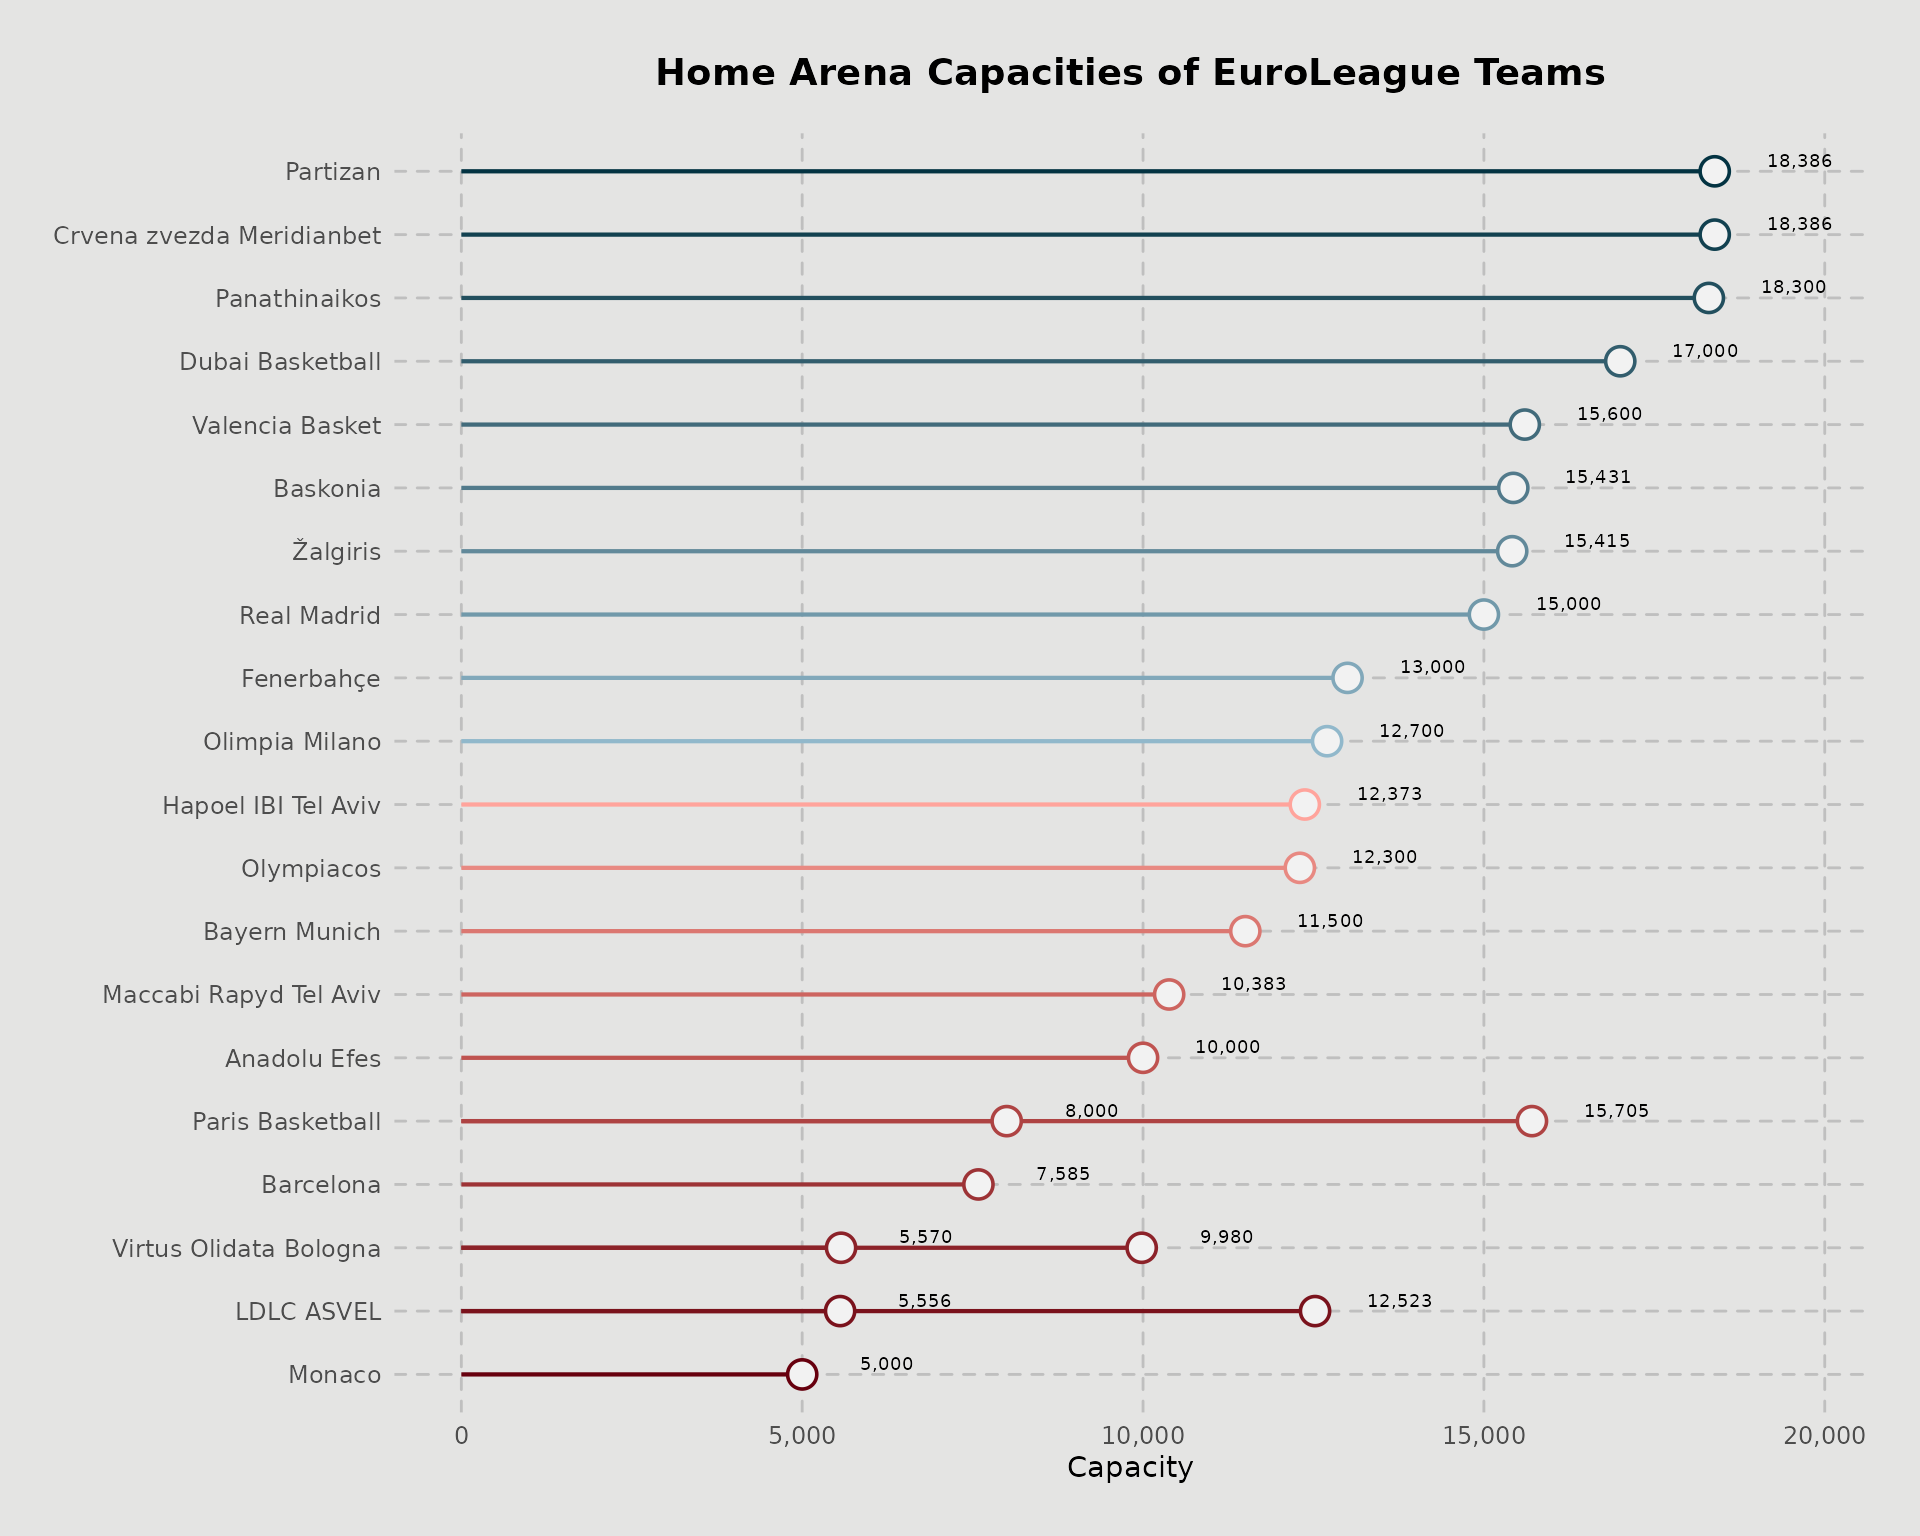 Home Arena Capacities of EuroLeague Teams
Partizan 18,386
Crvena zvezda Meridianbet 18,386
Panathinaikos 18,300
Dubai Basketball 17,000
Valencia Basket 15,600
Baskonia 15,431
Žalgiris 15,415
Real Madrid 15,000
Fenerbahçe 13,000
Olimpia Milano 12,700
Hapoel IBI Tel Aviv 12,373
Olympiacos 12,300
Bayern Munich 11,500
Maccabi Rapyd Tel Aviv 10,383
Anadolu Efes 10,000
Paris Basketball 8,000 15,705
Barcelona 7,585
Virtus Olidata Bologna 5,570 9,980
LDLC ASVEL 5,556 12,523
Monaco 5,000
0 5,000 10,000 15,000 20,000
Capacity